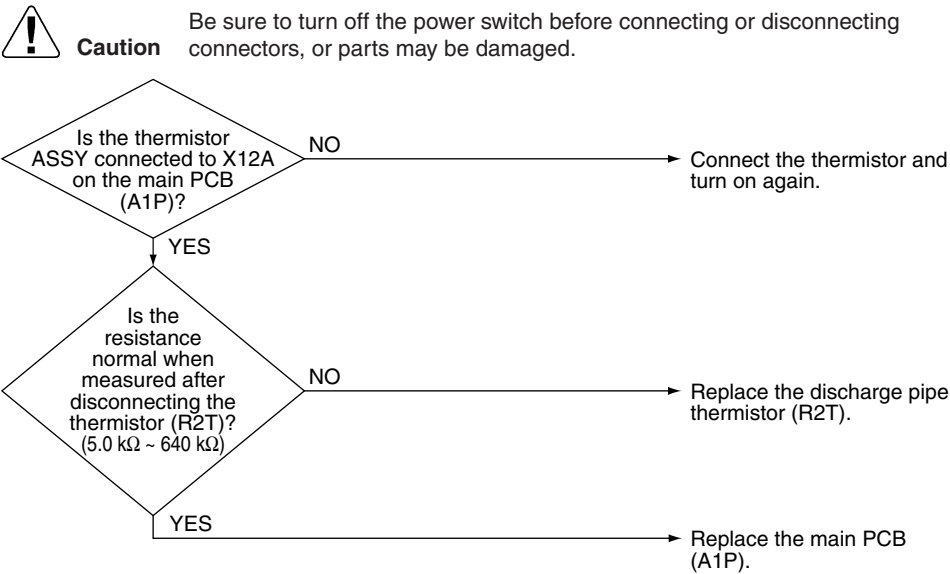 Be sure to turn off the power switch before connecting or disconnecting
Caution connectors, or parts may be damaged.
Is the thermistor
ASSY connected to X12A
on the main PCB
(A1P)?
NO
Connect the thermistor and
turn on again.
YES
Is the
resistance
normal when
measured after
disconnecting the
thermistor (R2T)?
(5.0 kΩ ~ 640 kΩ)
NO
Replace the discharge pipe
thermistor (R2T).
YES
Replace the main PCB
(A1P).